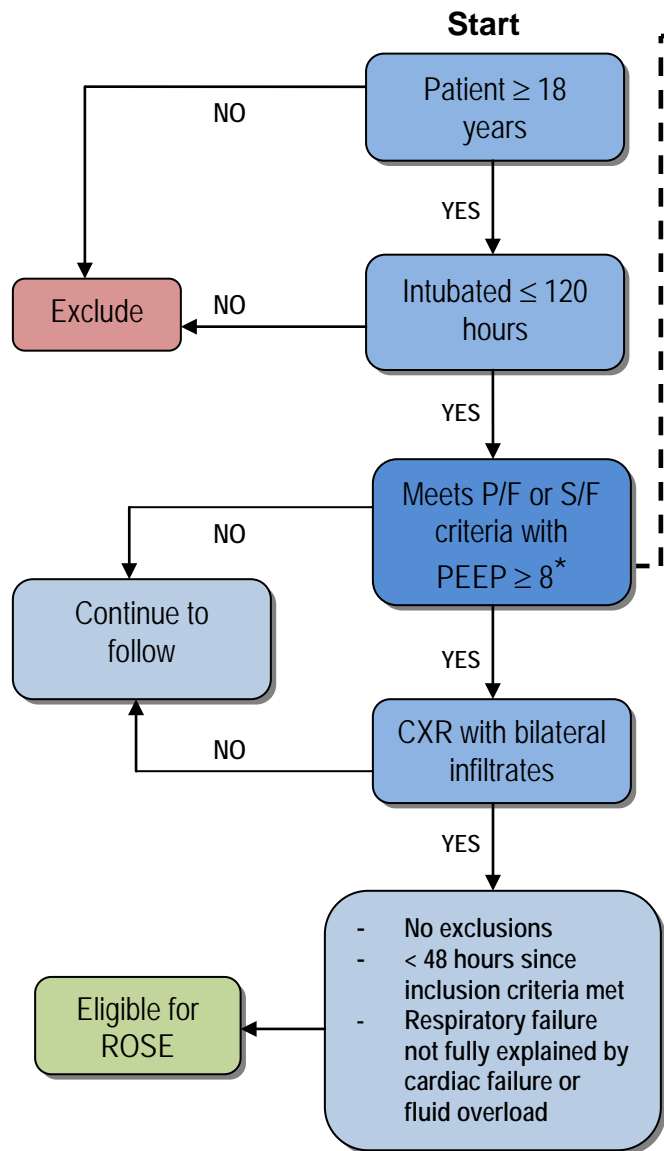 Start
Patient ≥ 18
years
NO
YES
Intubated ≤ 120
hours
Exclude
NO
YES
Meets P/F or S/F
criteria with
PEEP ≥ 8*
NO
Continue to
follow
YES
CXR with bilateral
infiltrates
NO
YES
- No exclusions
- < 48 hours since
inclusion criteria met
- Respiratory failure
not fully explained by
cardiac failure or
fluid overload
Eligible for
ROSE